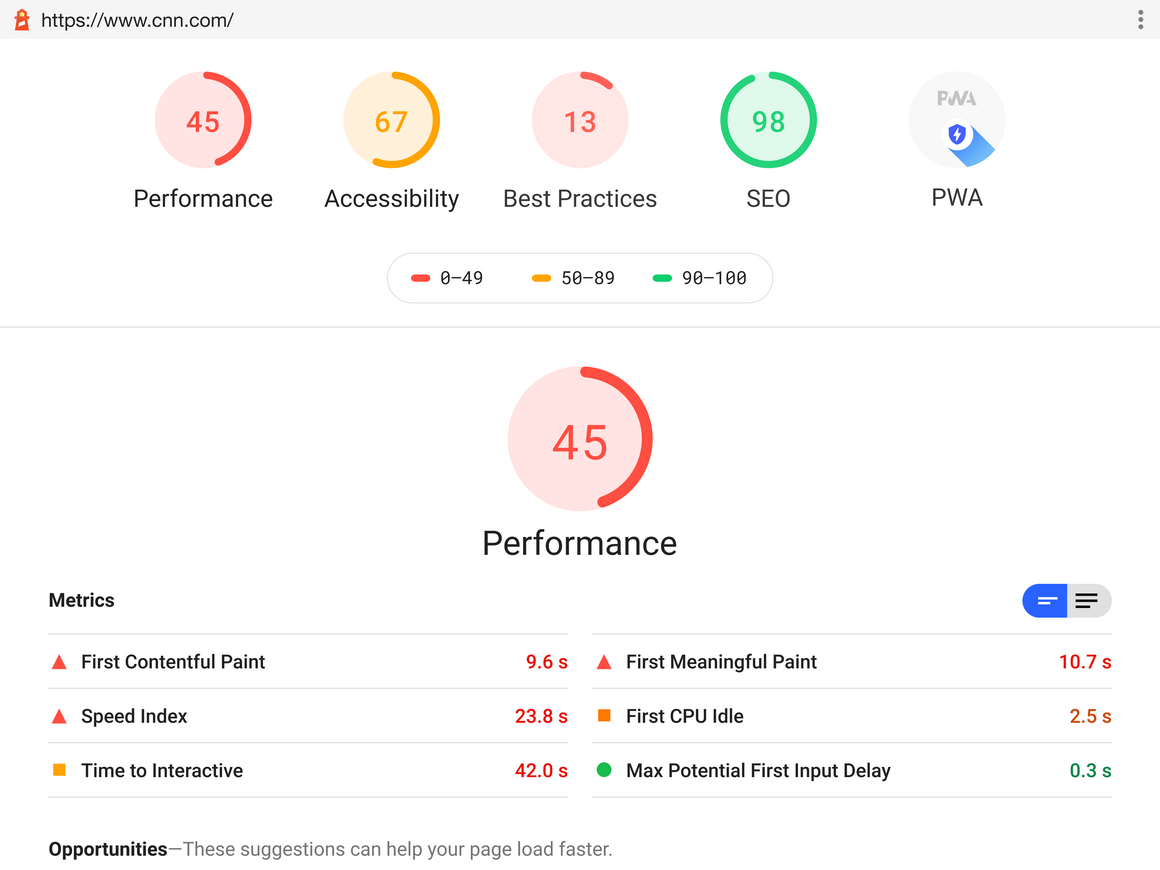 https://www.cnn.com/
45 67 13 98 PWA
Performance Accessibility Best Practices SEO PWA
0–49 50–89 90–100
45
Performance
Metrics
First Contentful Paint 9.6 s First Meaningful Paint 10.7 s
Speed Index 23.8 s First CPU Idle 2.5 s
Time to Interactive 42.0 s Max Potential First Input Delay 0.3 s
Opportunities—These suggestions can help your page load faster.